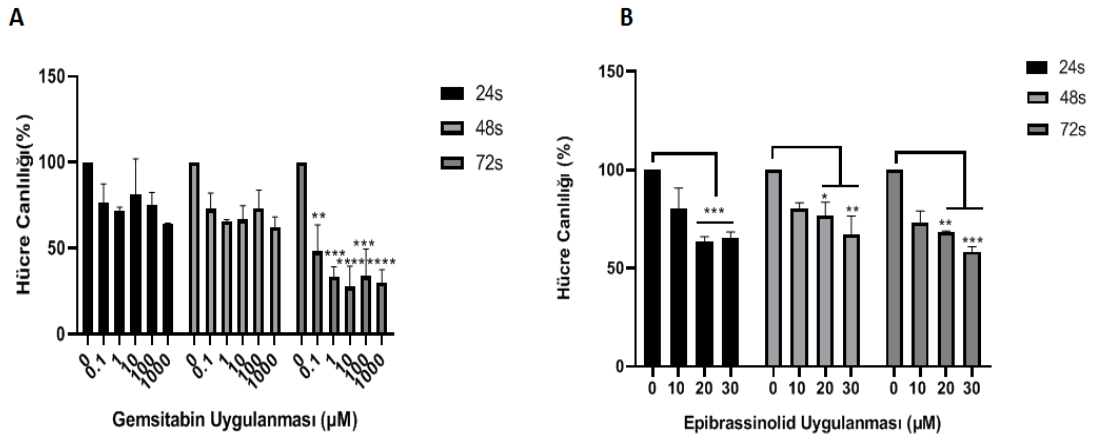 A
150
100
50
0
Hücre Canlılığı(%)
24s
48s
72s
**
***
****
***
****
0 0.1 1 10 100 1000 0 0.1 1 10 100 1000 0 0.1 1 10 100 1000
Gemsitabin Uygulanması (µM)
B
150
100
50
0
Hücre Canlılığı (%)
24s
48s
72s
***
*
**
**
***
0 10 20 30 0 10 20 30 0 10 20 30
Epibrassinolid Uygulanması (µM)